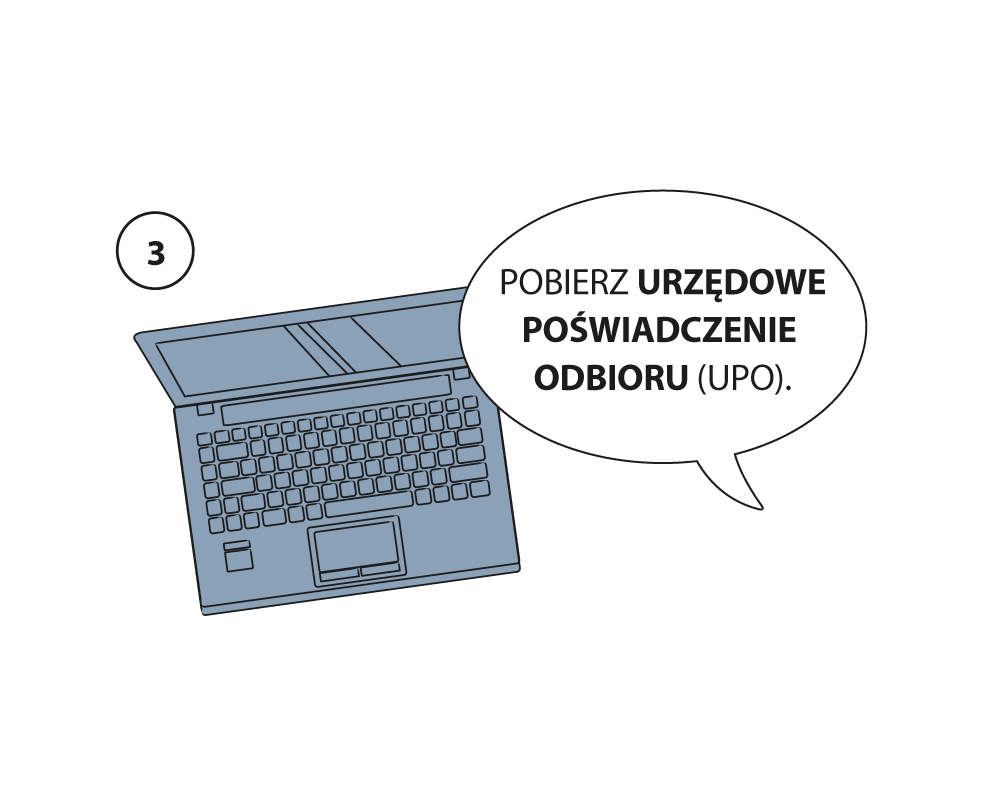 3
POBIERZ URZĘDOWE
POŚWIADCZENIE
ODBIORU (UPO).